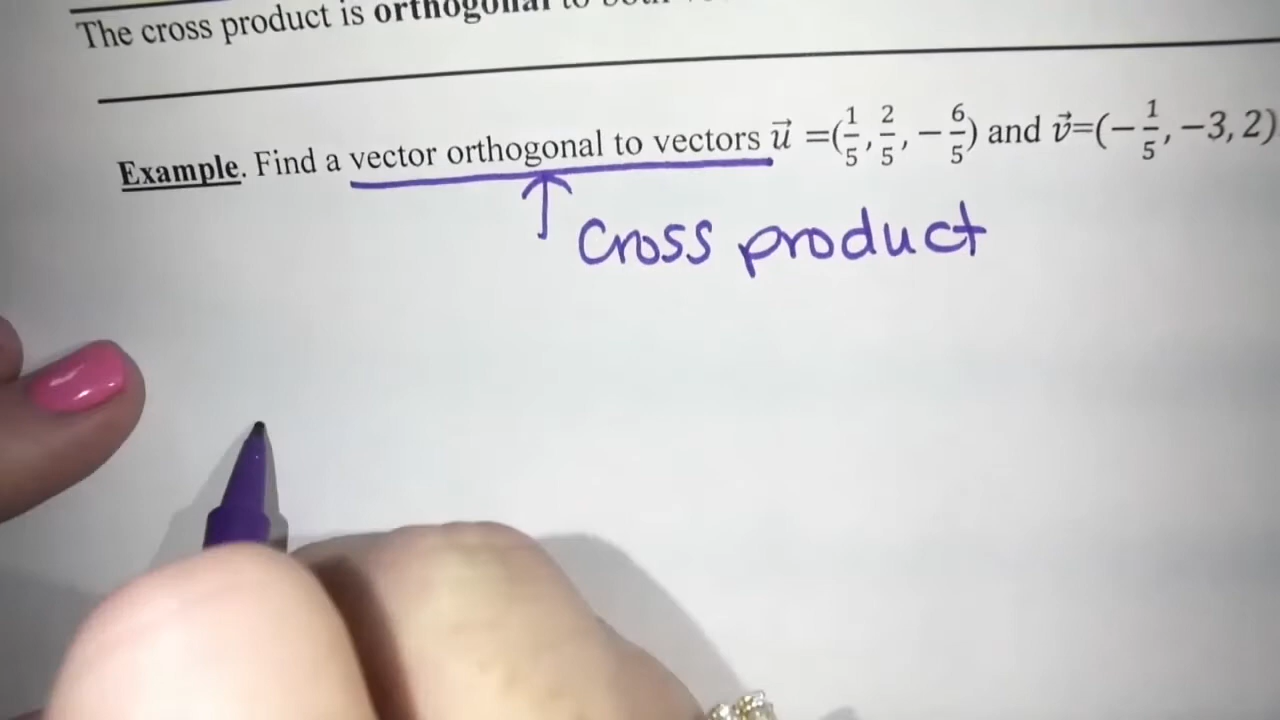 The cross product is orthogonal to
Example. Find a vector orthogonal to vectors u⃗ =(1/5, 2/5, −6/5) and v⃗=(−1/5, −3, 2)
Cross product